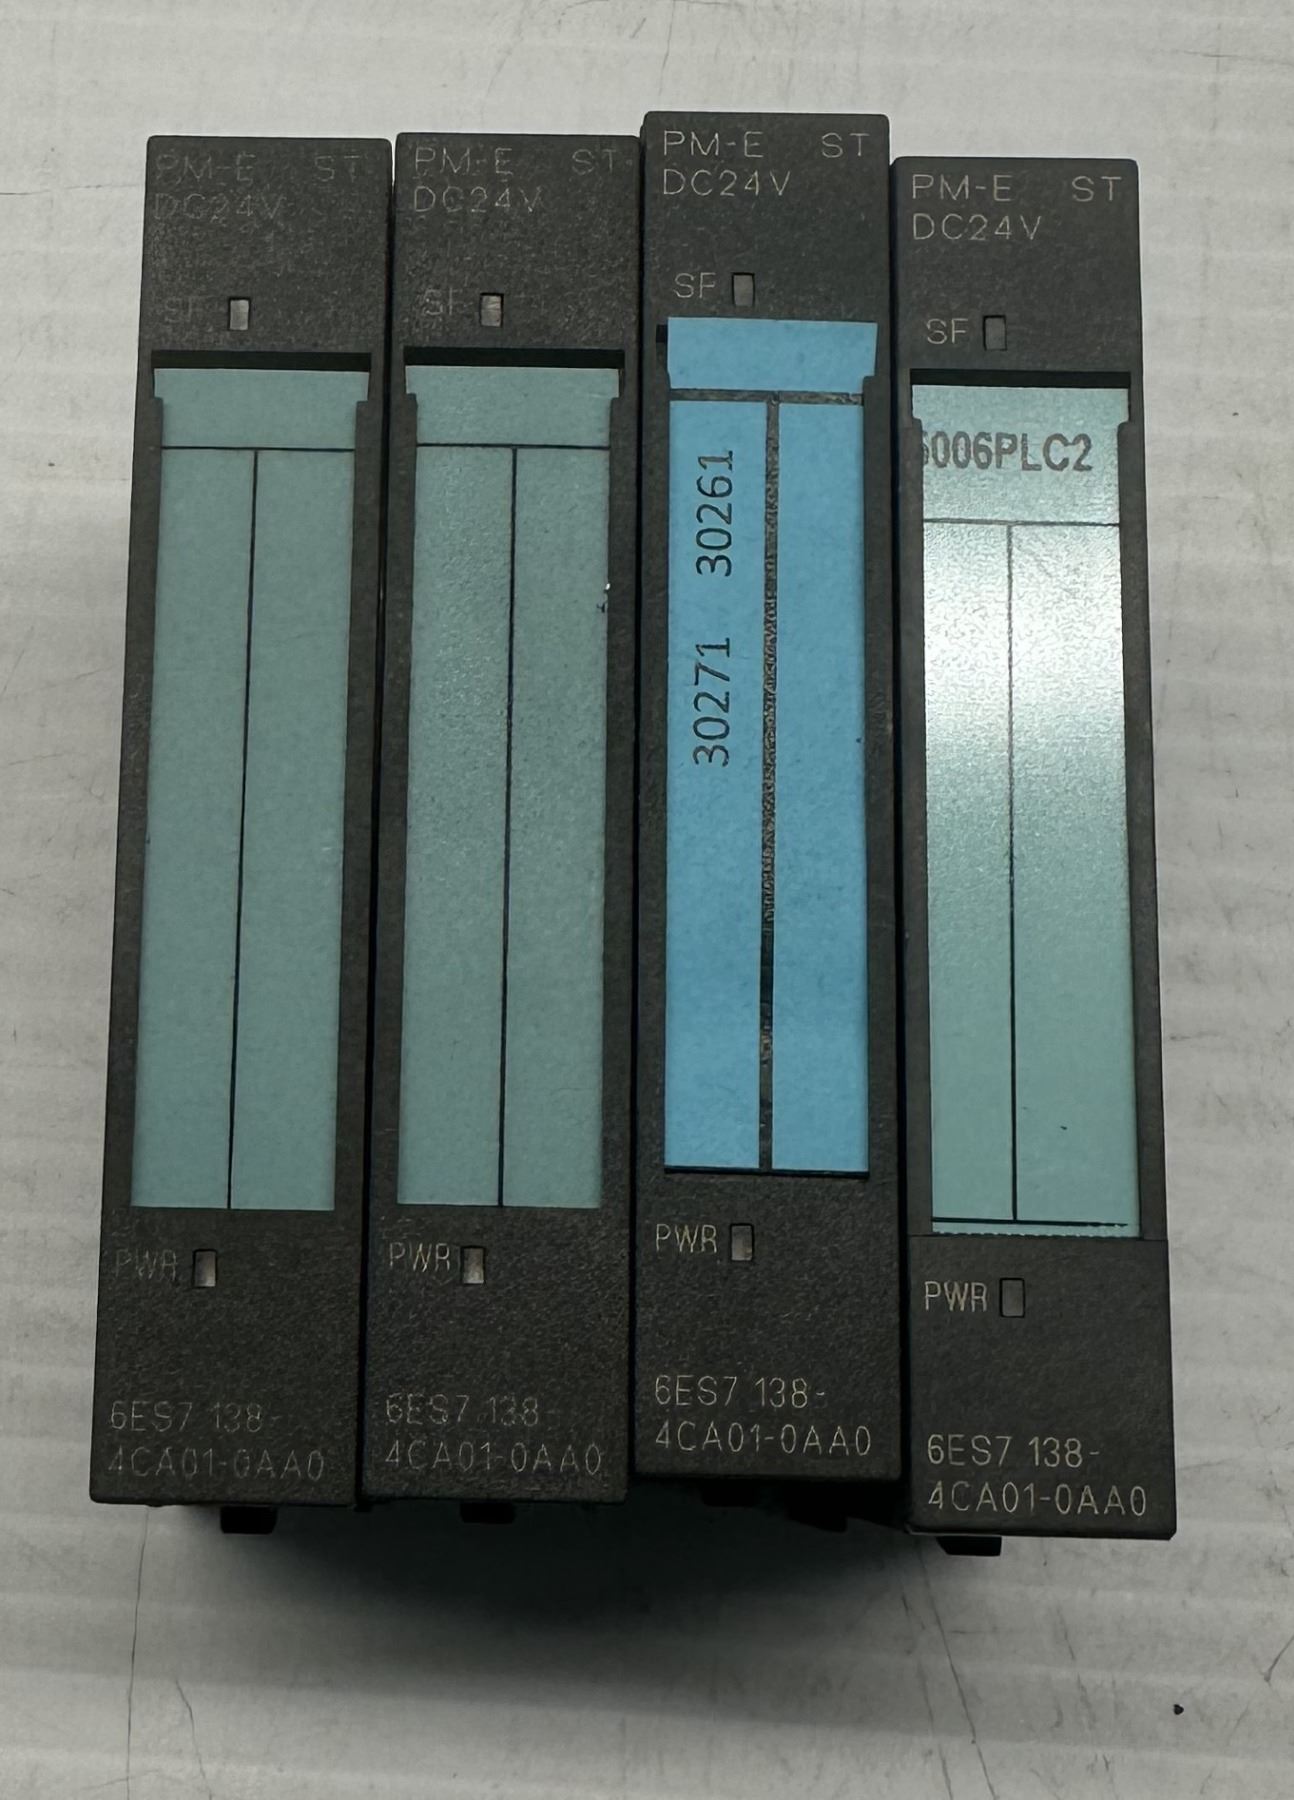 PM-E ST
DC24V
SF
PWR
6ES7 138-
4CA01-0AA0
PM-E ST
DC24V
SF
PWR
6ES7 138-
4CA01-0AA0
PM-E ST
DC24V
SF
30271 30261
PWR
6ES7 138-
4CA01-0AA0
PM-E ST
DC24V
SF
6006PLC2
PWR
6ES7 138-
4CA01-0AA0